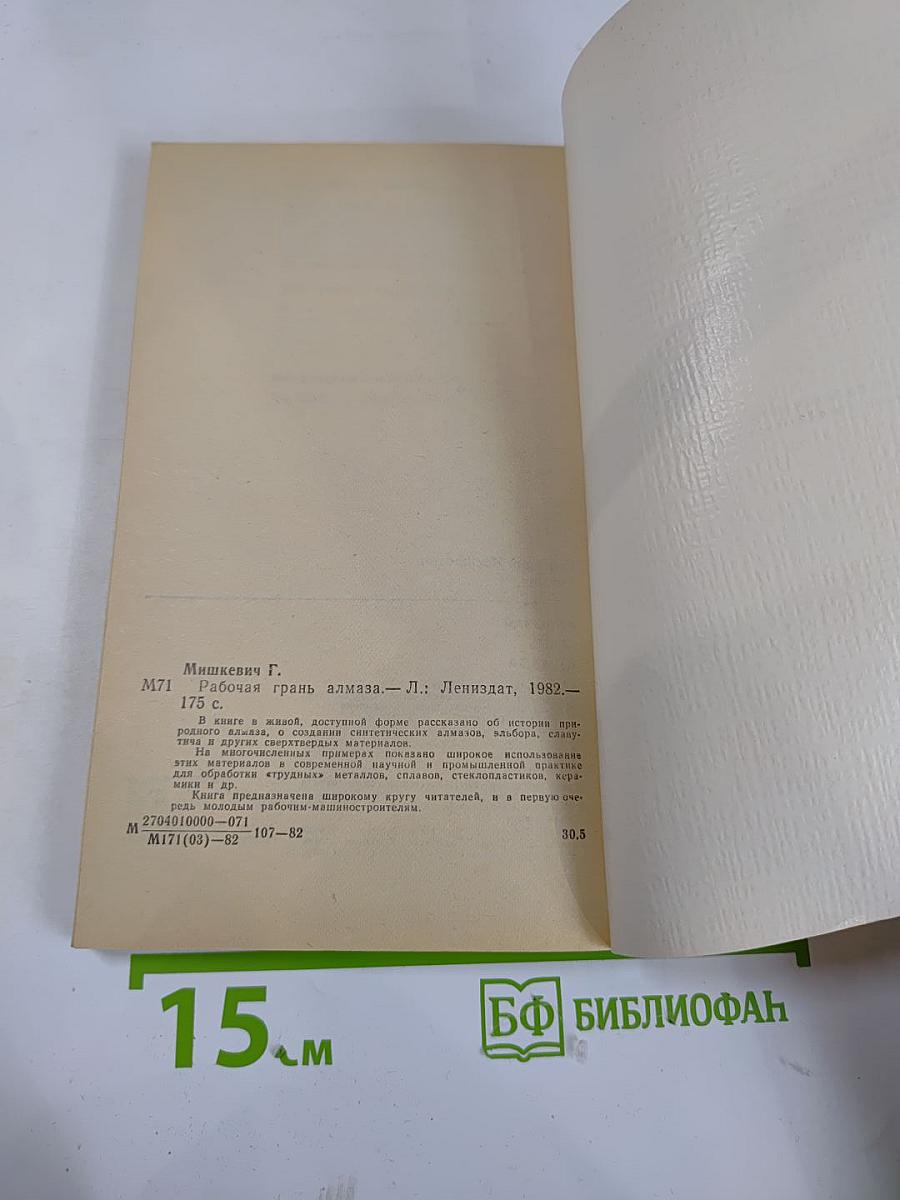 Мишкевич Г.
М71 Рабочая грань алмаза.— Л.: Лениздат, 1982.—
175 с.
В книге в живой, доступной форме рассказано об истории при-
родного алмаза, о создании синтетических алмазов, эльбора, славу-
тича и других сверхтвердых материалов.
На многочисленных примерах показано широкое использование
этих материалов в современной научной и промышленной практике
для обработки «трудных» металлов, сплавов, стеклопластиков, кера-
мики и др.
Книга предназначена широкому кругу читателей, и в первую оче-
редь молодым рабочим-машиностроителям.
М 2704010000—071 107—82 30.5
М171(03)—82
15 см
БФ БИБЛИОФАН